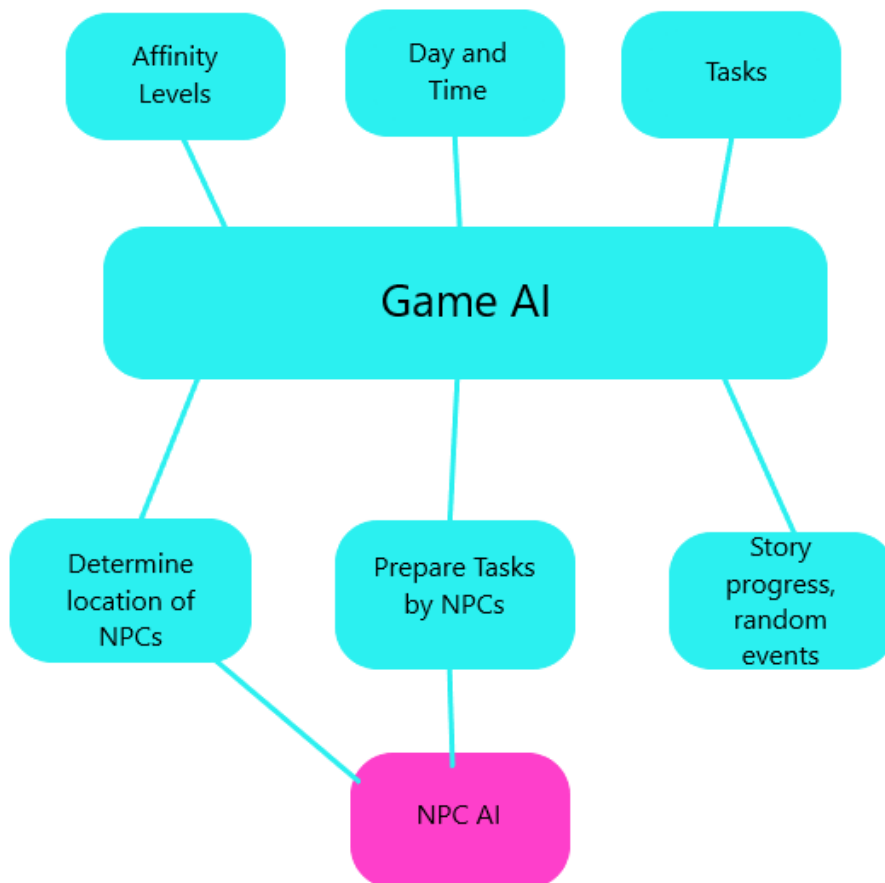 Affinity
Levels
Day and
Time
Tasks
Game AI
Determine
location of
NPCs
Prepare Tasks
by NPCs
Story
progress,
random
events
NPC AI